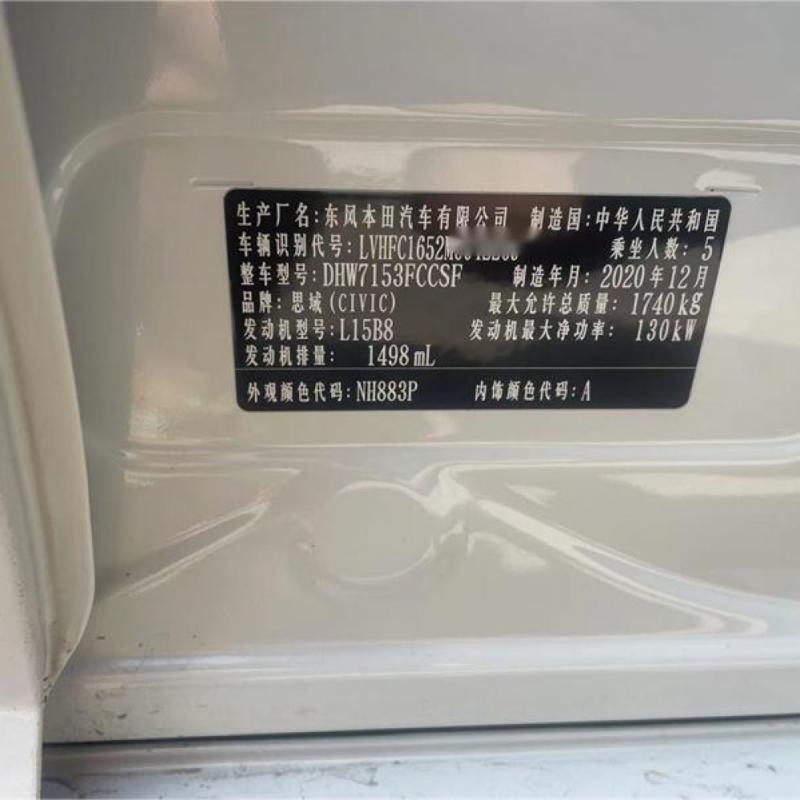 生产厂名:东风本田汽车有限公司 制造国:中华人民共和国
车辆识别代号: 乘坐人数: 5
整车型号: DHW7153FCCSF 制造年月: 2020年12月
品牌: 思域(CIVIC) 最大允许总质量: 1740kg
发动机型号: L15B8 发动机最大净功率: 130kW
发动机排量: 1498mL
外观颜色代码: NH883P 内饰颜色代码: A